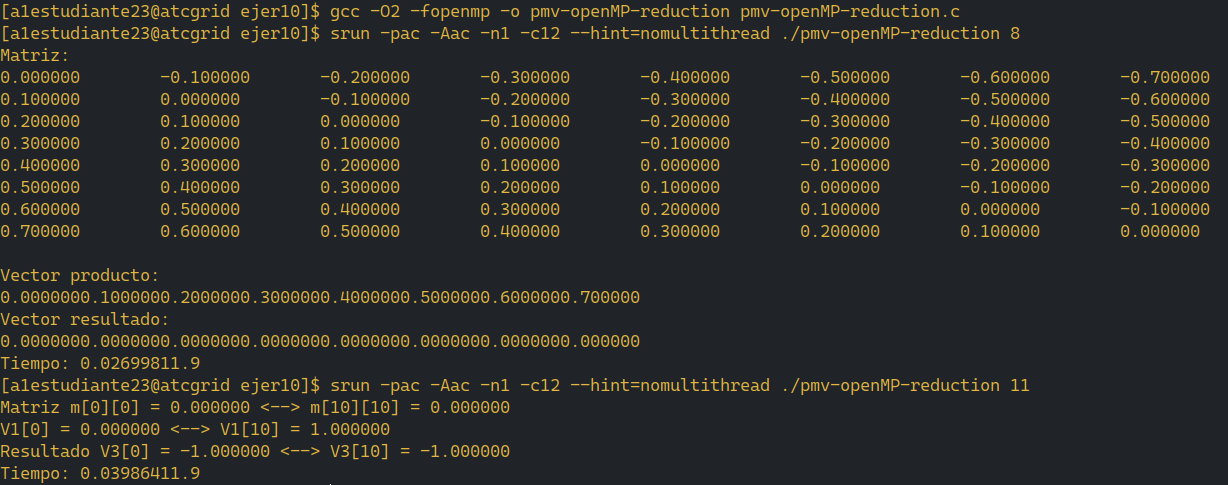 [a1estudiante23@atcgrid ejer10]$ gcc -O2 -fopenmp -o pmv-openMP-reduction pmv-openMP-reduction.c
[a1estudiante23@atcgrid ejer10]$ srun -pac -Aac -n1 -c12 --hint=nomultithread ./pmv-openMP-reduction 8
Matriz:
0.000000 -0.100000 -0.200000 -0.300000 -0.400000 -0.500000 -0.600000 -0.700000
0.100000 0.000000 -0.100000 -0.200000 -0.300000 -0.400000 -0.500000 -0.600000
0.200000 0.100000 0.000000 -0.100000 -0.200000 -0.300000 -0.400000 -0.500000
0.300000 0.200000 0.100000 0.000000 -0.100000 -0.200000 -0.300000 -0.400000
0.400000 0.300000 0.200000 0.100000 0.000000 -0.100000 -0.200000 -0.300000
0.500000 0.400000 0.300000 0.200000 0.100000 0.000000 -0.100000 -0.200000
0.600000 0.500000 0.400000 0.300000 0.200000 0.100000 0.000000 -0.100000
0.700000 0.600000 0.500000 0.400000 0.300000 0.200000 0.100000 0.000000
Vector producto:
0.0000000.1000000.2000000.3000000.4000000.5000000.6000000.700000
Vector resultado:
0.0000000.0000000.0000000.0000000.0000000.0000000.0000000.000000
Tiempo: 0.02699811.9
[a1estudiante23@atcgrid ejer10]$ srun -pac -Aac -n1 -c12 --hint=nomultithread ./pmv-openMP-reduction 11
Matriz m[0][0] = 0.000000 <--> m[10][10] = 0.000000
V1[0] = 0.000000 <--> V1[10] = 1.000000
Resultado V3[0] = -1.000000 <--> V3[10] = -1.000000
Tiempo: 0.03986411.9